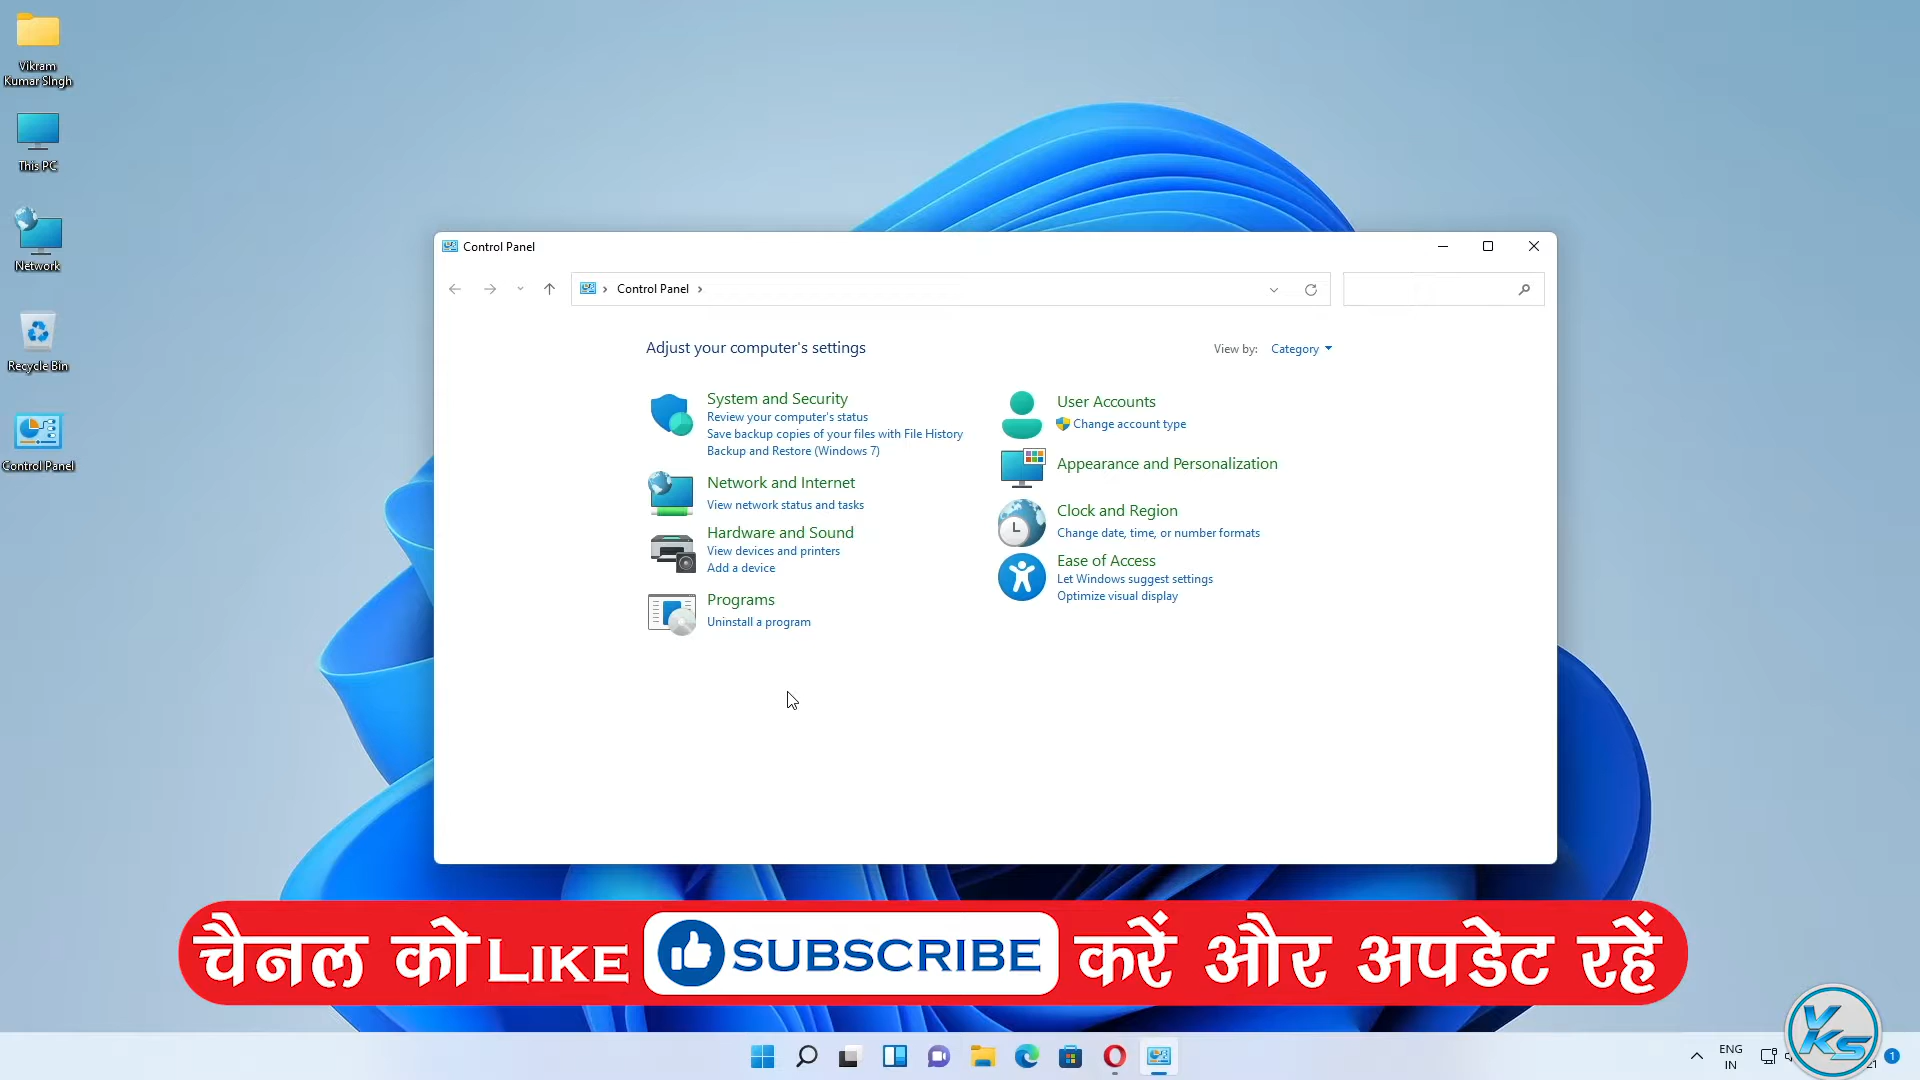 Vikram
Kumar SIngh
This PC
Network
Recycle Bin
Control Panel
Control Panel
Control Panel
Adjust your computer's settings
View by: Category
System and Security
Review your computer's status
Save backup copies of your files with File History
Backup and Restore (Windows 7)
Network and Internet
View network status and tasks
Hardware and Sound
View devices and printers
Add a device
Programs
Uninstall a program
User Accounts
Change account type
Appearance and Personalization
Clock and Region
Change date, time, or number formats
Ease of Access
Let Windows suggest settings
Optimize visual display
चैनल को LIKE SUBSCRIBE करें और अपडेट रहें
ENG
IN
VKS
1